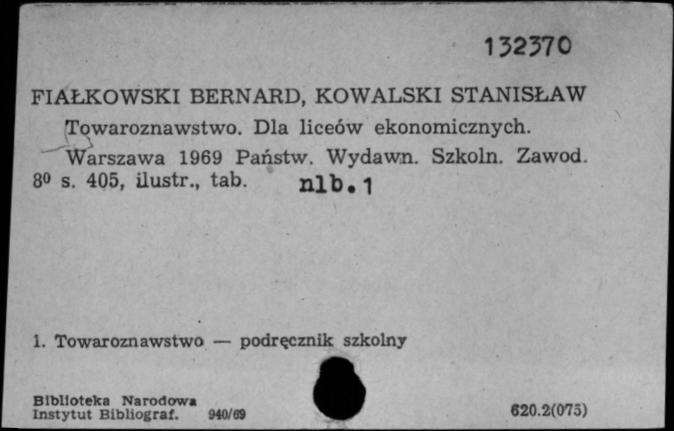 132370
FIAŁKOWSKI BERNARD, KOWALSKI STANISŁAW
Towaroznawstwo. Dla liceów ekonomicznych.
Warszawa 1969 Państw. Wydawn. Szkoln. Zawod.
8⁰ s. 405, ilustr., tab. nlb. 1
1. Towaroznawstwo — podręcznik szkolny
Biblioteka Narodowa
Instytut Bibliograf. 940/69 620.2(075)